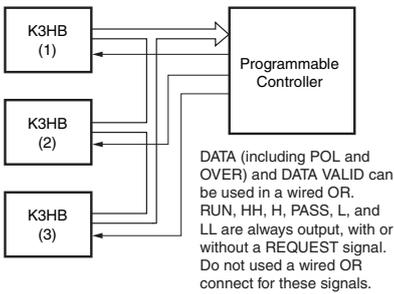 K3HB
(1)
Programmable
Controller
K3HB
(2)
K3HB
(3)
DATA (including POL and
OVER) and DATA VALID can
be used in a wired OR.
RUN, HH, H, PASS, L, and
LL are always output, with or
without a REQUEST signal.
Do not used a wired OR
connect for these signals.